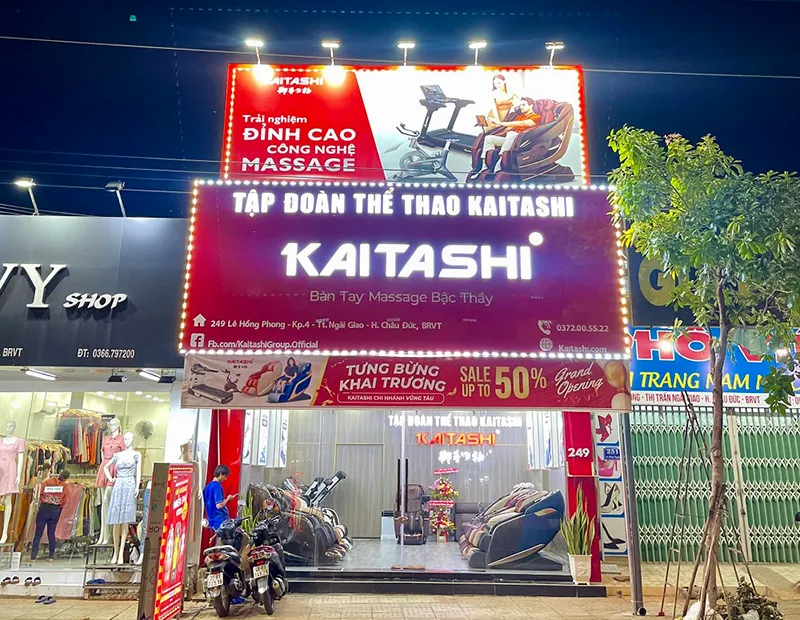 KAITASHI
Trải nghiệm
ĐỈNH CAO
CÔNG NGHỆ
MASSAGE
TẬP ĐOÀN THỂ THAO KAITASHI
KAITASHI
Bàn Tay Massage Bậc Thầy
249 Lê Hồng Phong - Kp.4 - Tt. Ngãi Giao - H. Châu Đức, BRVT
0372.00.55.22
Fb.com/KaitashiGroup.Official
Kaitashi.com
KAITASHI
TƯNG BỪNG
KHAI TRƯƠNG
KAITASHI CHI NHÁNH VŨNG TÀU
SALE
UP TO 50%
Grand
Opening
TẬP ĐOÀN THỂ THAO KAITASHI
KAITASHI
249
251
VY SHOP
BRVT
ĐT: 0366.797200
TRANG NAM